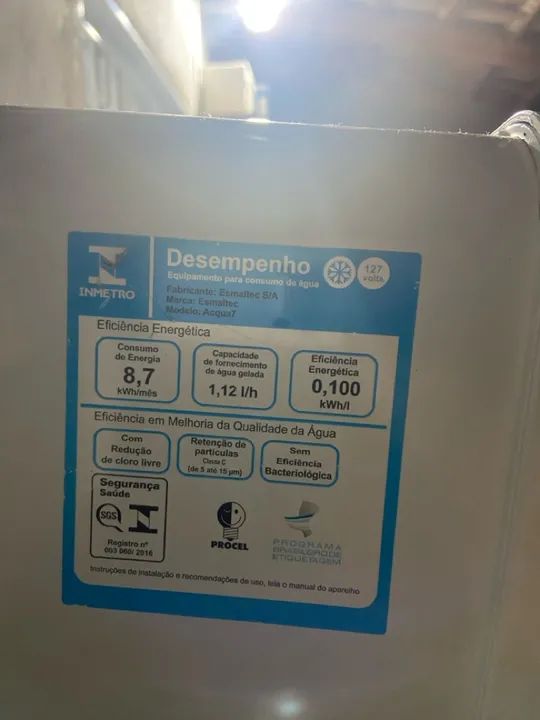 INMETRO
Desempenho
Equipamento para consumo de água
127
volts
Fabricante: Esmaltec S/A
Marca: Esmaltec
Modelo: Acqua7
Eficiência Energética
Consumo
de Energia
8,7
kWh/mês
Capacidade
de fornecimento
de água gelada
1,12 l/h
Eficiência
Energética
0,100
kWh/l
Eficiência em Melhoria da Qualidade da Água
Com
Redução
de cloro livre
Retenção de
partículas
Classe C
(de 5 até 15 µm)
Sem
Eficiência
Bacteriológica
Segurança
Saúde
SGS
Registro nº
003 060/ 2016
PROCEL
PROGRAMA
BRASILEIRO DE
ETIQUETAGEM
Instruções de instalação e recomendações de uso, leia o manual do aparelho